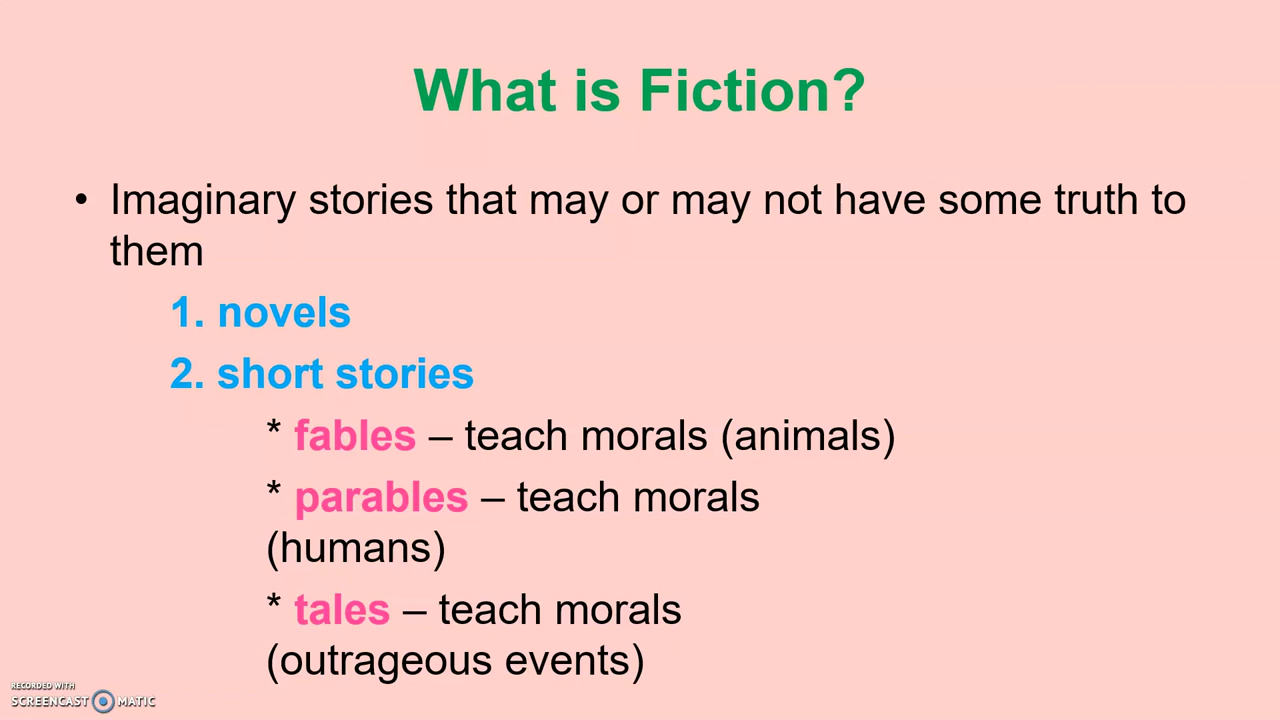 What is Fiction?
• Imaginary stories that may or may not have some truth to
them
1. novels
2. short stories
* fables – teach morals (animals)
* parables – teach morals
(humans)
* tales – teach morals
(outrageous events)
RECORDED WITH
SCREENCAST MATIC